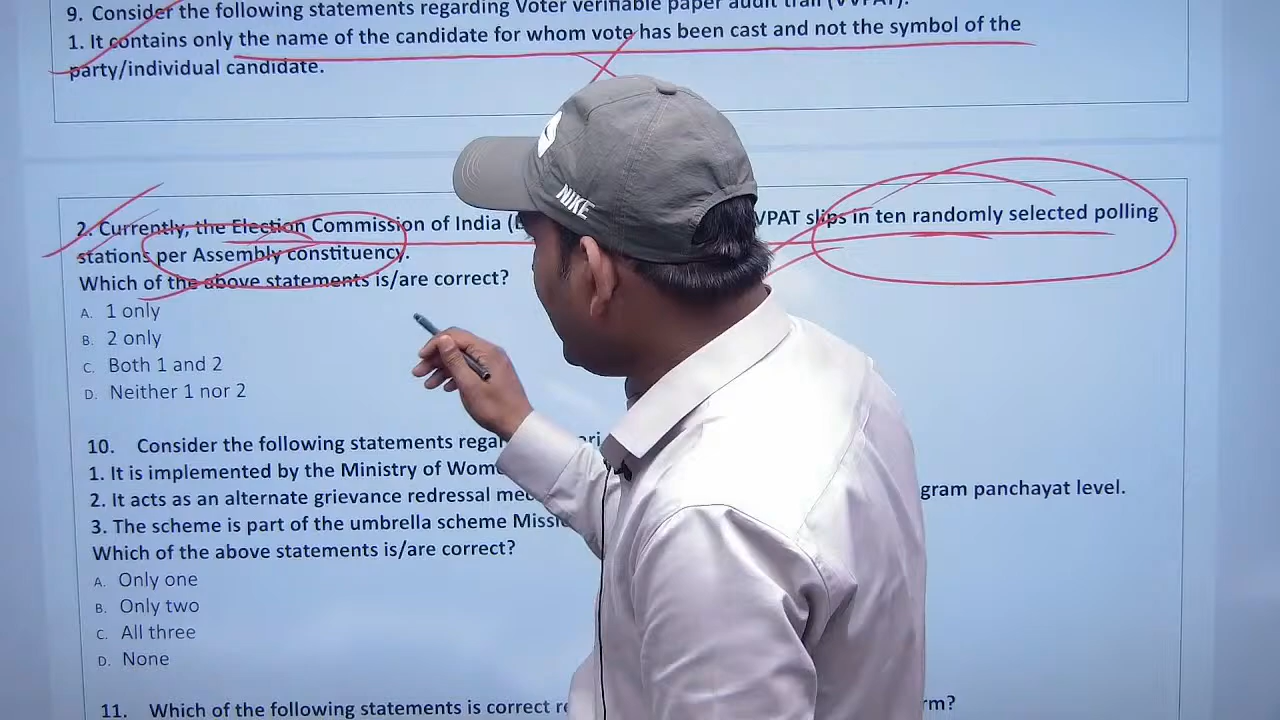 9. Consider the following statements regarding Voter verifiable paper audit trail (VVPAT):
1. It contains only the name of the candidate for whom vote has been cast and not the symbol of the
party/individual candidate.
2. Currently, the Election Commission of India ( VPAT slips in ten randomly selected polling
stations per Assembly constituency.
Which of the above statements is/are correct?
A. 1 only
B. 2 only
C. Both 1 and 2
D. Neither 1 nor 2
NIKE
10. Consider the following statements
1. It is implemented by the Ministry of
2. It acts as an alternate grievance redressal gram panchayat level.
3. The scheme is part of the umbrella scheme
Which of the above statements is/are correct?
A. Only one
B. Only two
C. All three
D. None
11. Which of the following statements is correct